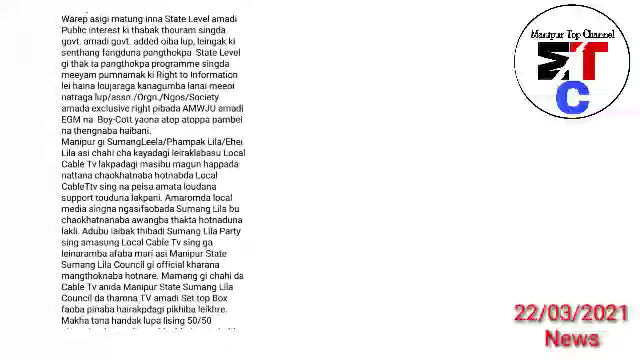 Warep asigi matung inna State Level amadi
Public interest ki thabak thouram singda
govt. amadi govt. added oiba lup, leingak ki
senthang fangduna pangthokpa State Level
gi thak ta pangthokpa programme singda
meeyam pumnamak ki Right to Information
lei haina loujaraga kanagumba lanai meeoi
natraga lup/assn./Orgn./Ngos/Society
amada exclusive right pibada AMWJU amadi
EGM na Boy-Cott yaona atop atoppa pambei
na thengnaba haibani.
Manipur gi SumangLeela/Phampak Lila/Ehei
Lila asi chahi cha kayadagi leiraklabasu Local
Cable Tv lakpadagi masibu magun happada
nattana chaokhatnaba hotnabda Local
CableTtv sing na peisa amata loudana
support touduna lakpani. Amaromda local
media singna ngasifaobada Sumang Lila bu
chaokhatnanaba awangba thakta hotnaduna
lakli. Adubu laibak thibadi Sumang Lila Party
sing amasung Local Cable Tv sing ga
leinaramba afaba mari asi Manipur State
Sumang Lila Council gi official kharana
mangthoknaba hotnare. Mamang gi chahi da
Cable Tv anida Manipur State Sumang Lila
Council da thamna TV amadi Set top Box
faoba pinaba hairakpdagi pikhiba leikhre.
Makha tana handak lupa lising 50/50
Manipur Top Channel
MTC
22/03/2021
News